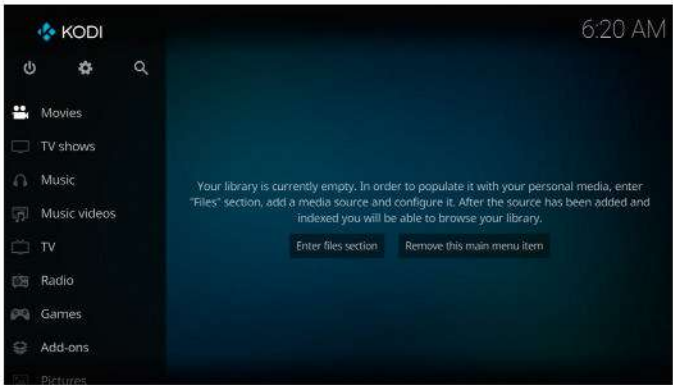 KODI
6:20 AM
Movies
TV shows
Music
Music videos
TV
Radio
Games
Add-ons
Pictures
Your library is currently empty. In order to populate it with your personal media, enter
"Files" section, add a media source and configure it. After the source has been added and
indexed you will be able to browse your library.
Enter files section
Remove this main menu item